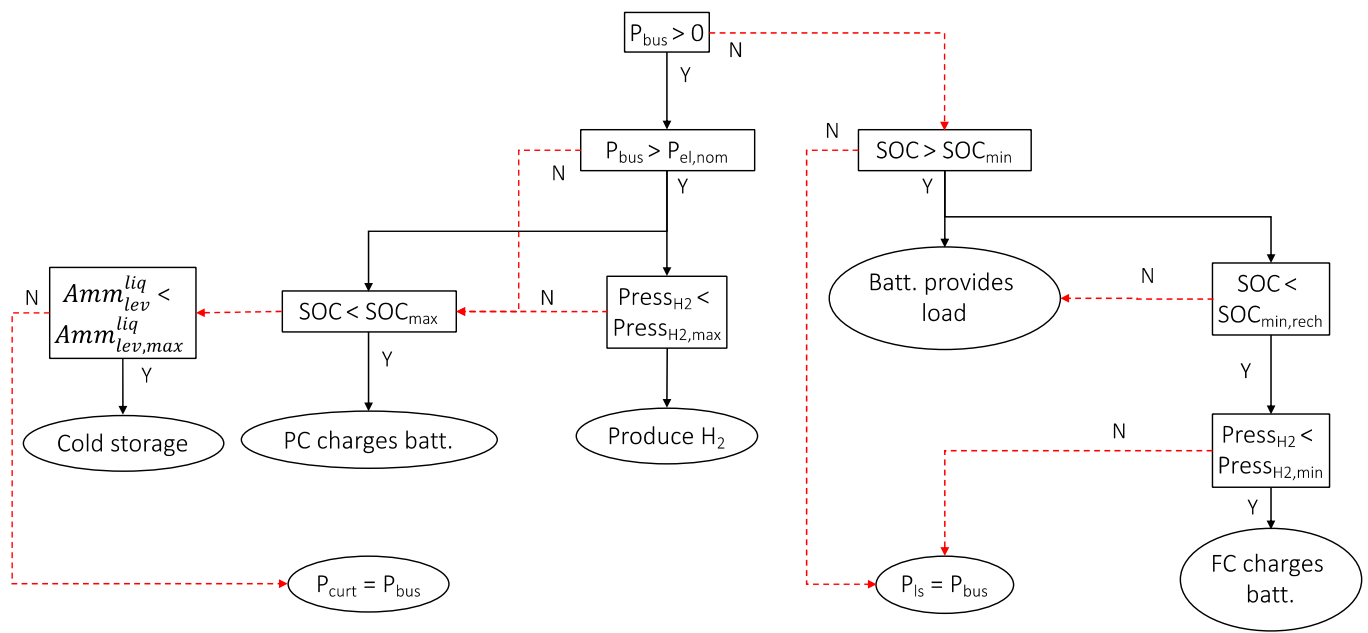 P_bus > 0
N
Y
P_bus > P_el,nom
N
Y
N
SOC > SOC_min
Y
Amm_lev^liq <
Amm_lev,max^liq
N
Y
SOC < SOC_max
Y
N
Press_H2 <
Press_H2,max
Batt. provides
load
N
SOC <
SOC_min,rech
Y
Cold storage
PC charges batt.
Produce H_2
N
Press_H2 <
Press_H2,min
Y
P_curt = P_bus
P_ls = P_bus
FC charges
batt.